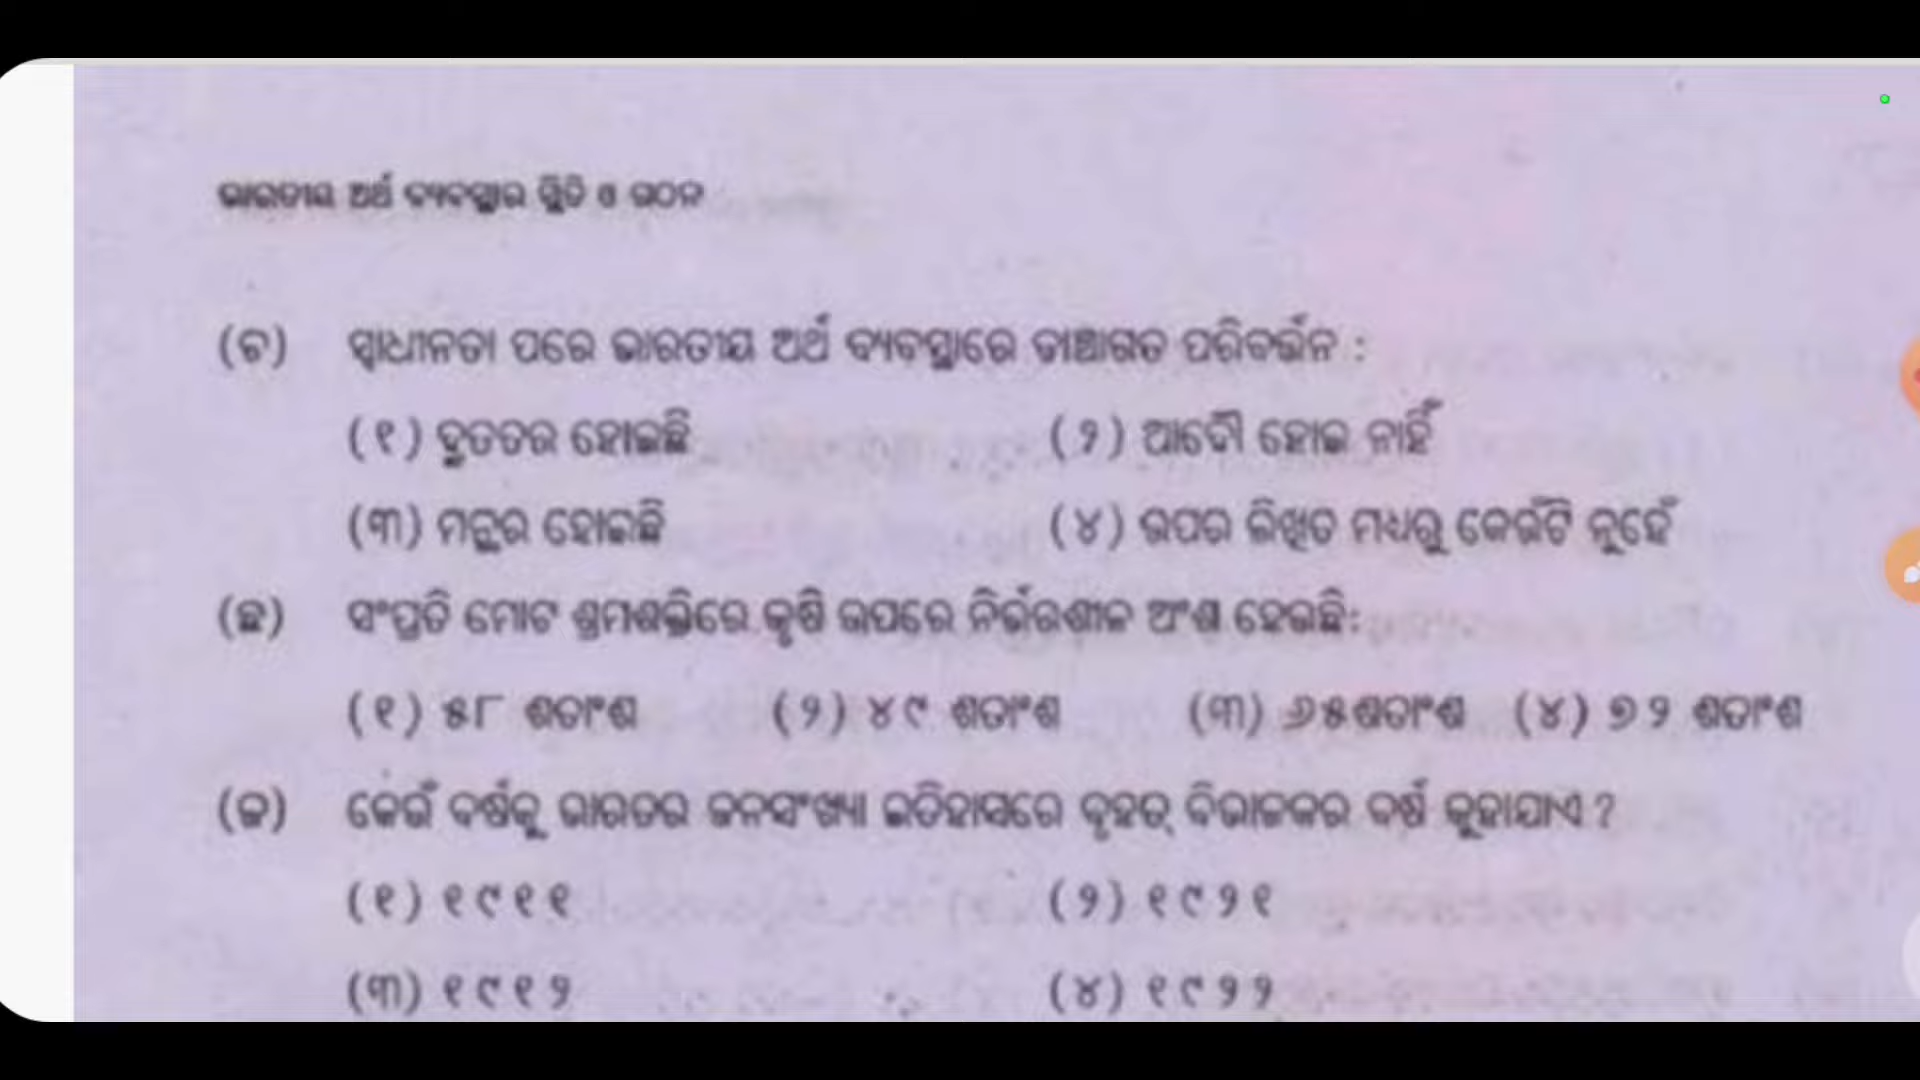 ଭାରତୀୟ ଅର୍ଥ ବ୍ୟବସ୍ଥାର ସ୍ଥିତି ଓ ଗଠନ
(ଚ) ସ୍ଵାଧୀନତା ପରେ ଭାରତୀୟ ଅର୍ଥ ବ୍ୟବସ୍ଥାରେ ଢାଞ୍ଚାଗତ ପରିବର୍ତ୍ତନ :
(୧) ଦ୍ରୁତତର ହୋଇଛି (୨) ଆଦୌ ହୋଇ ନାହିଁ
(୩) ମନ୍ଥର ହୋଇଛି (୪) ଉପର ଲିଖିତ ମଧ୍ୟରୁ କେଉଁଟି ନୁହେଁ
(ଛ) ସଂପ୍ରତି ମୋଟ ଶ୍ରମଶକ୍ତିରେ କୃଷି ଉପରେ ନିର୍ଭରଶୀଳ ଅଂଶ ହେଉଛି:
(୧) ୫୮ ଶତାଂଶ (୨) ୪୯ ଶତାଂଶ (୩) ୬୫ଶତାଂଶ (୪) ୭୨ ଶତାଂଶ
(ଜ) କେଉଁ ବର୍ଷକୁ ଭାରତର ଜନସଂଖ୍ୟା ଇତିହାସରେ ବୃହତ୍ ବିଭାଜକର ବର୍ଷ କୁହାଯାଏ ?
(୧) ୧୯୧୧ (୨) ୧୯୨୧
(୩) ୧୯୧୨ (୪) ୧୯୨୨